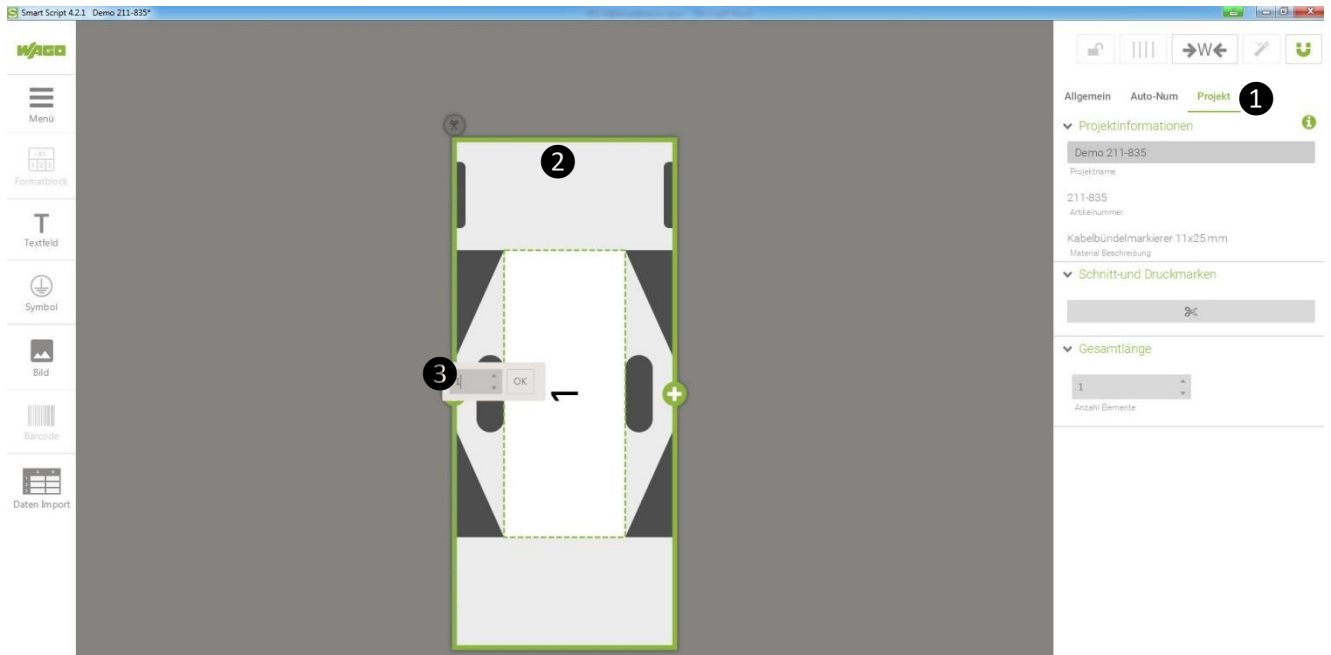 Smart Script 4.2.1 Demo 211-835*
WAGO
Menü
Formatblock
Textfeld
Symbol
Bild
Barcode
Daten Import
2
3
OK
1
W
Allgemein Auto-Num Projekt 1
Projektinformationen
Demo 211-835
Projektname
211-835
Artikelnummer
Kabelbündelmarkierer 11x25 mm
Material Beschreibung
Schnitt-und Druckmarken
Gesamtlänge
1
Anzahl Elemente